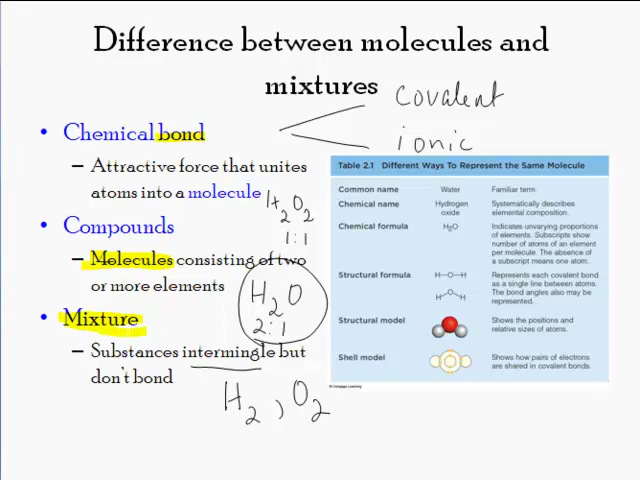 Difference between molecules and
mixtures
covalent
ionic
• Chemical bond
– Attractive force that unites
atoms into a molecule
H2O2
1:1
• Compounds
– Molecules consisting of two
or more elements
H2O
2:1
• Mixture
– Substances intermingle but
don't bond
H2, O2
Table 2.1 Different Ways To Represent the Same Molecule
Common name Water Familiar term.
Chemical name Hydrogen Systematically describes
oxide elemental composition.
Chemical formula H2O Indicates unvarying proportions
of elements. Subscripts show
number of atoms of an element
per molecule. The absence of
a subscript means one atom.
Structural formula H—O—H Represents each covalent bond
as a single line between atoms.
H O H The bond angles also may be
represented.
Structural model Shows the positions and
relative sizes of atoms.
Shell model Shows how pairs of electrons
are shared in covalent bonds.
© Cengage Learning